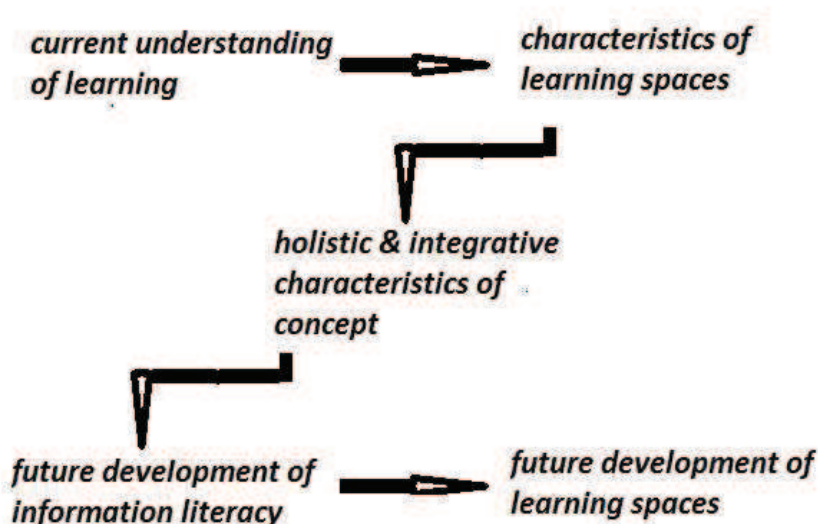 current understanding
of learning
characteristics of
learning spaces
holistic & integrative
characteristics of
concept
future development of
information literacy
future development of
learning spaces